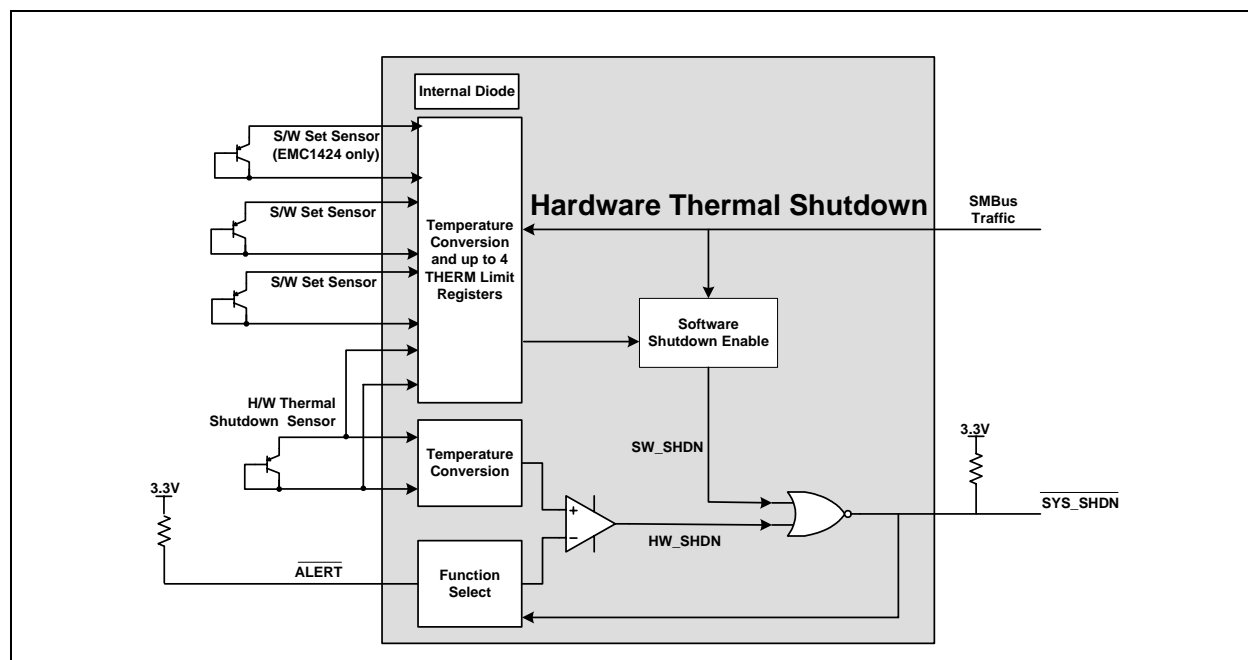 Internal Diode
S/W Set Sensor
(EMC1424 only)
Hardware Thermal Shutdown
SMBus
Traffic
S/W Set Sensor
Temperature
Conversion
and up to 4
THERM Limit
Registers
S/W Set Sensor
Software
Shutdown Enable
H/W Thermal
Shutdown Sensor
SW_SHDN
3.3V
Temperature
Conversion
3.3V
+
−
HW_SHDN
SYS_SHDN
ALERT
Function
Select